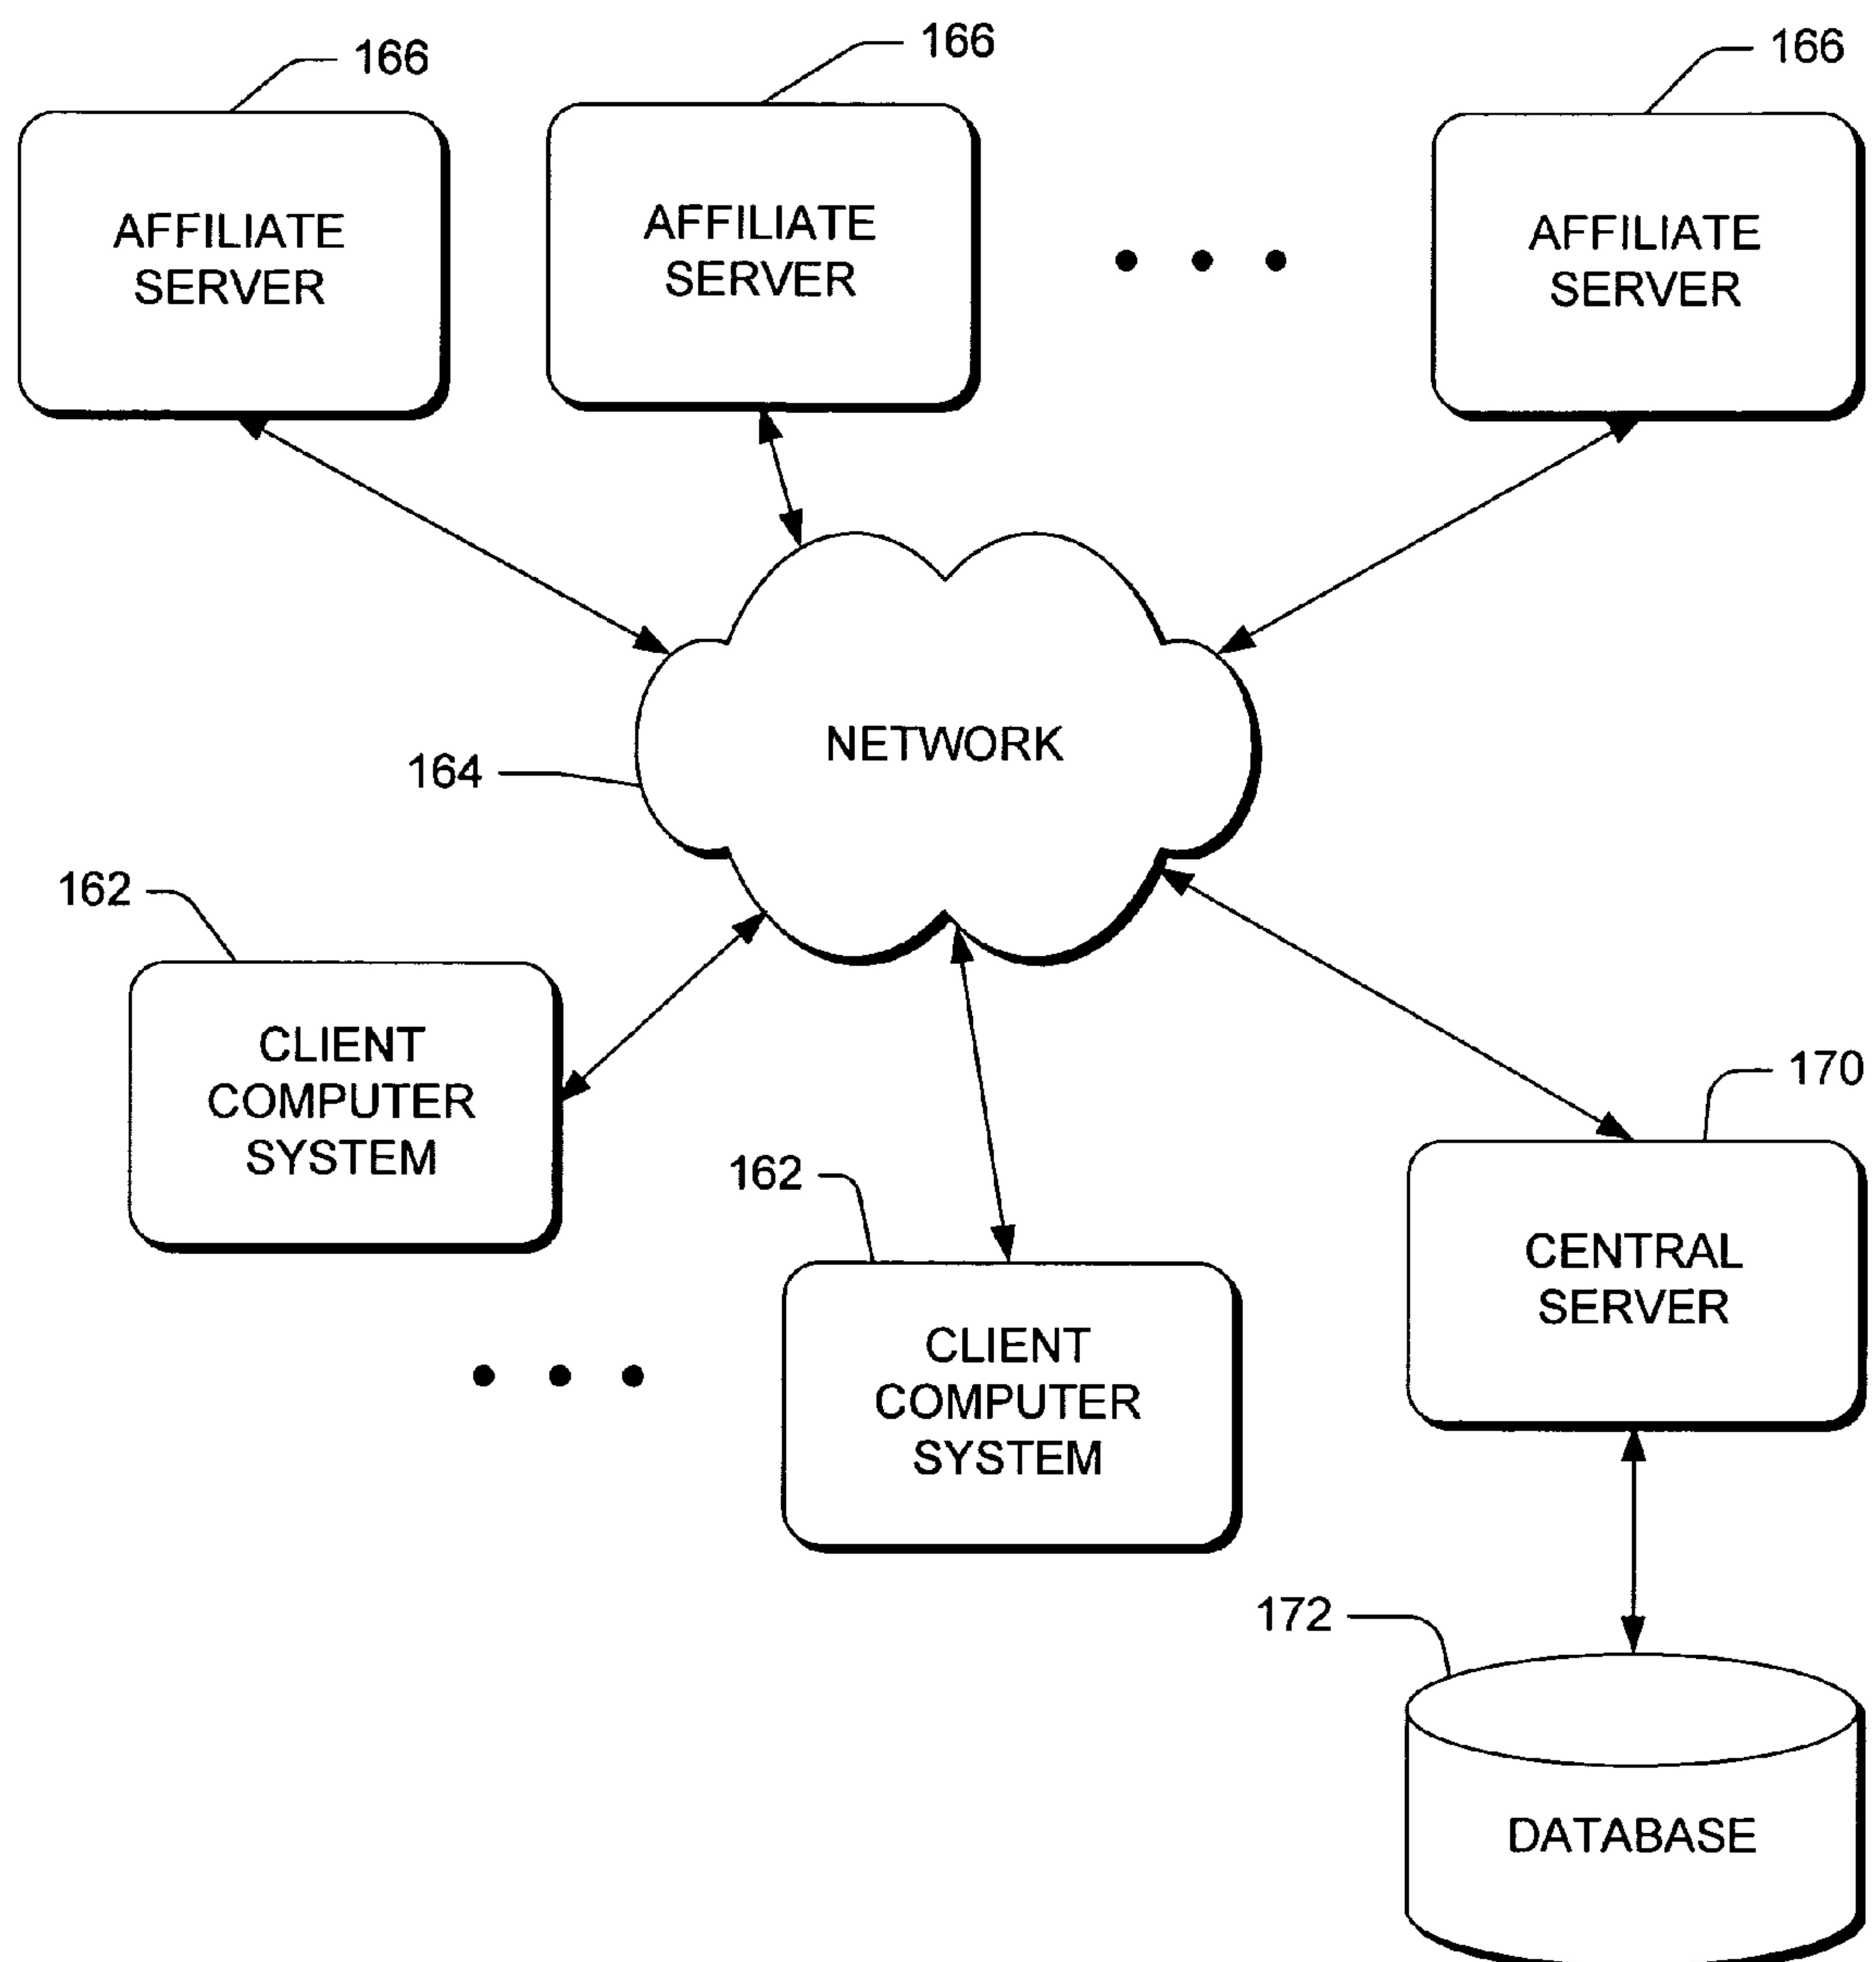 166
166
166
AFFILIATE
SERVER
AFFILIATE
SERVER
AFFILIATE
SERVER
NETWORK
164
162
CLIENT
COMPUTER
SYSTEM
162
CLIENT
COMPUTER
SYSTEM
170
CENTRAL
SERVER
172
DATABASE